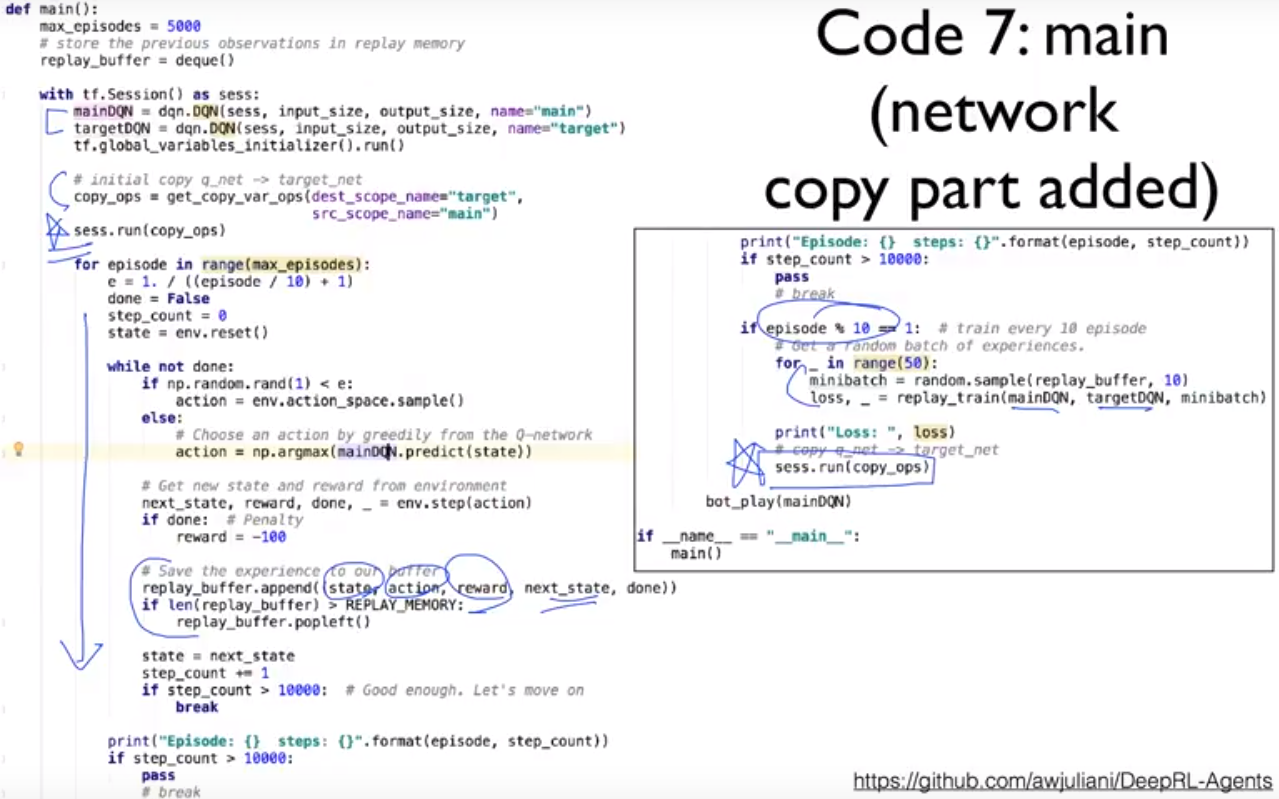 def main():
    max_episodes = 5000
    # store the previous observations in replay memory
    replay_buffer = deque()

    with tf.Session() as sess:
        mainDQN = dqn.DQN(sess, input_size, output_size, name="main")
        targetDQN = dqn.DQN(sess, input_size, output_size, name="target")
        tf.global_variables_initializer().run()

        # initial copy q_net -> target_net
        copy_ops = get_copy_var_ops(dest_scope_name="target",
                                    src_scope_name="main")
        sess.run(copy_ops)

        for episode in range(max_episodes):
            e = 1. / ((episode / 10) + 1)
            done = False
            step_count = 0
            state = env.reset()

            while not done:
                if np.random.rand(1) < e:
                    action = env.action_space.sample()
                else:
                    # Choose an action by greedily from the Q-network
                    action = np.argmax(mainDQN.predict(state))

                # Get new state and reward from environment
                next_state, reward, done, _ = env.step(action)
                if done:  # Penalty
                    reward = -100

                # Save the experience to our buffer
                replay_buffer.append((state, action, reward, next_state, done))
                if len(replay_buffer) > REPLAY_MEMORY:
                    replay_buffer.popleft()

                state = next_state
                step_count += 1
                if step_count > 10000:  # Good enough. Let's move on
                    break

            print("Episode: {}  steps: {}".format(episode, step_count))
            if step_count > 10000:
                pass
                # break
Code 7: main
(network
copy part added)
            print("Episode: {}  steps: {}".format(episode, step_count))
            if step_count > 10000:
                pass
                # break

            if episode % 10 == 1:  # train every 10 episode
                # Get a random batch of experiences.
                for _ in range(50):
                    minibatch = random.sample(replay_buffer, 10)
                    loss, _ = replay_train(mainDQN, targetDQN, minibatch)

                print("Loss: ", loss)
                # copy q_net -> target_net
                sess.run(copy_ops)

        bot_play(mainDQN)

if __name__ == "__main__":
    main()
https://github.com/awjuliani/DeepRL-Agents